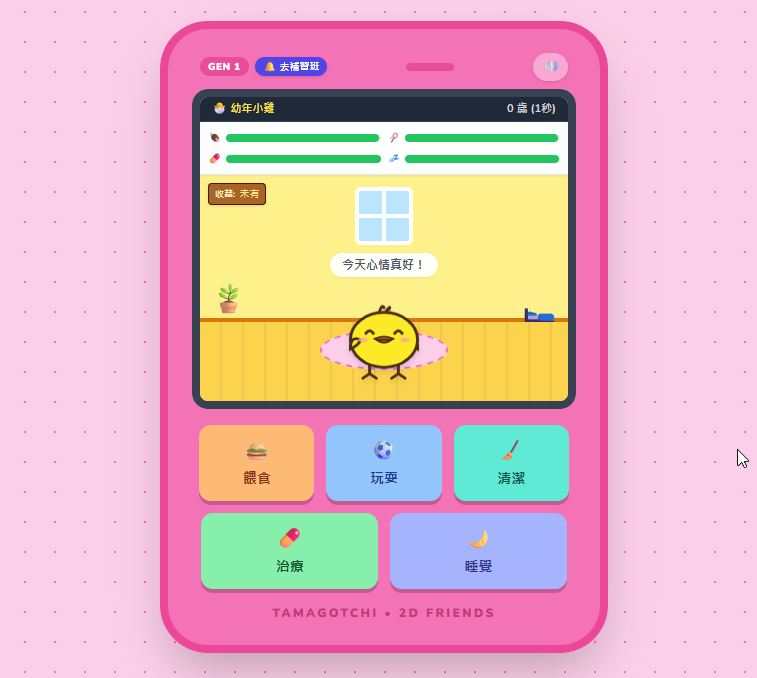 GEN 1
去補習班
幼年小雞
0 歲 (1秒)
收藏: 未有
今天心情真好！
餵食
玩耍
清潔
治療
睡覺
TAMAGOTCHI • 2D FRIENDS